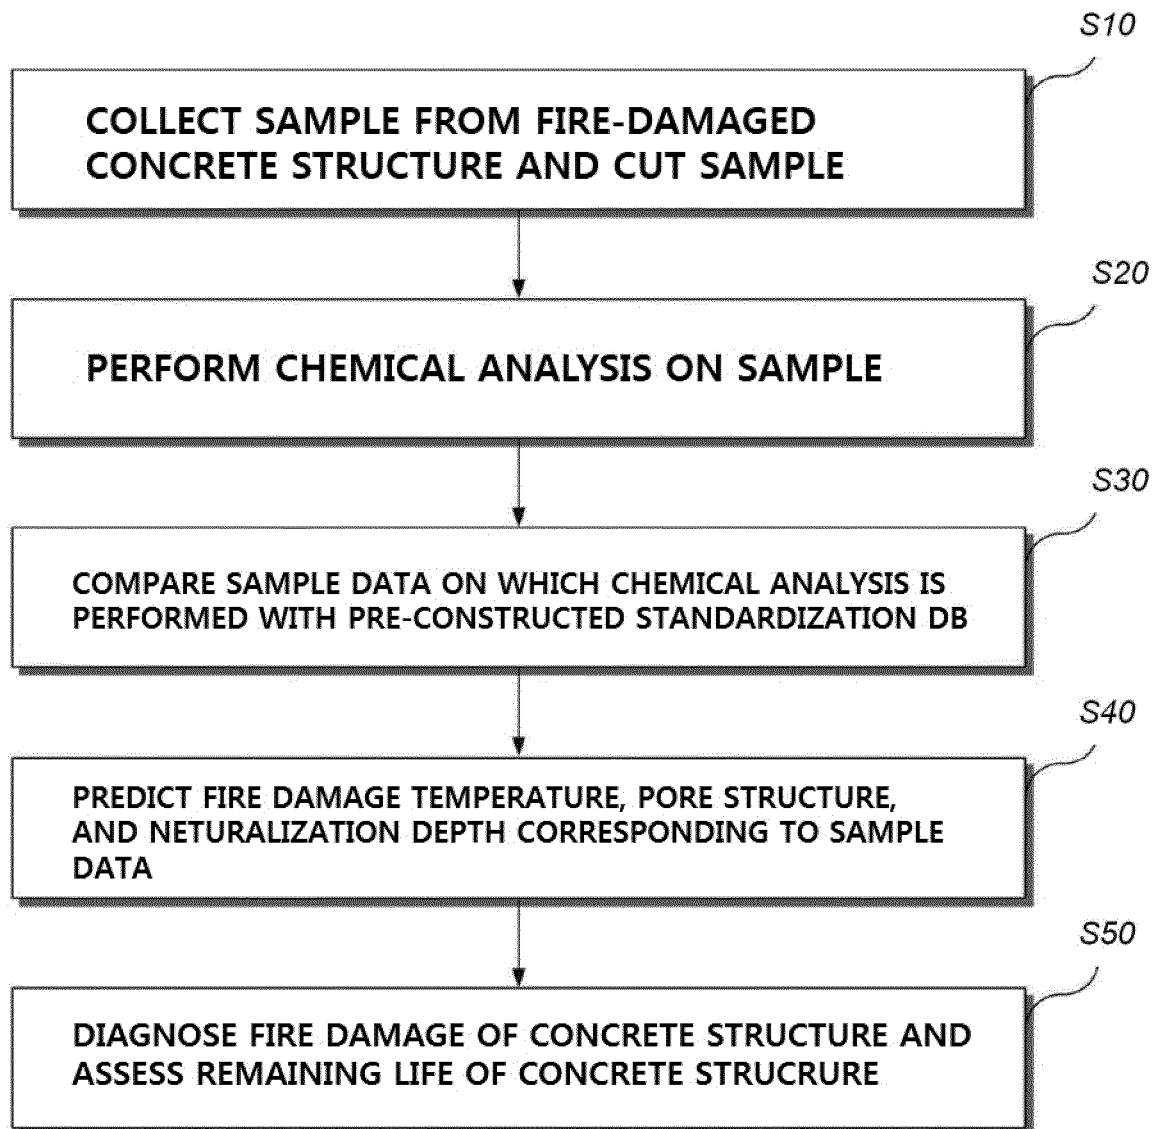 S10
COLLECT SAMPLE FROM FIRE-DAMAGED
CONCRETE STRUCTURE AND CUT SAMPLE
S20
PERFORM CHEMICAL ANALYSIS ON SAMPLE
S30
COMPARE SAMPLE DATA ON WHICH CHEMICAL ANALYSIS IS
PERFORMED WITH PRE-CONSTRUCTED STANDARDIZATION DB
S40
PREDICT FIRE DAMAGE TEMPERATURE, PORE STRUCTURE,
AND NETURALIZATION DEPTH CORRESPONDING TO SAMPLE
DATA
S50
DIAGNOSE FIRE DAMAGE OF CONCRETE STRUCTURE AND
ASSESS REMAINING LIFE OF CONCRETE STRUCRURE